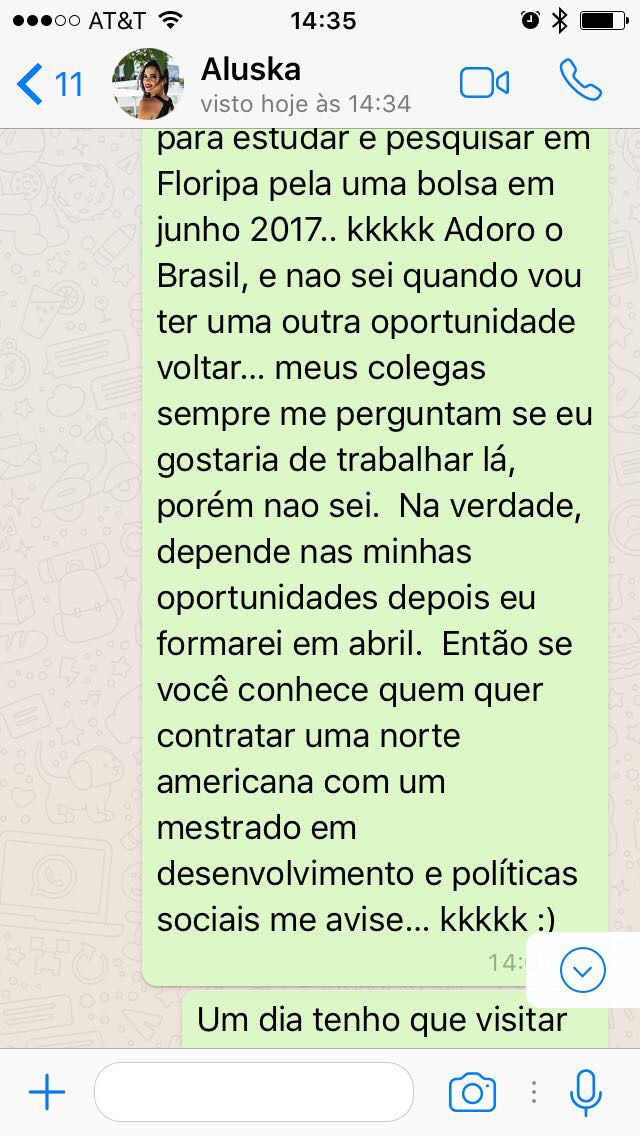 AT&T 14:35
11 Aluska
visto hoje às 14:34
para estudar e pesquisar em
Floripa pela uma bolsa em
junho 2017.. kkkkk Adoro o
Brasil, e nao sei quando vou
ter uma outra oportunidade
voltar... meus colegas
sempre me perguntam se eu
gostaria de trabalhar lá,
porém nao sei.  Na verdade,
depende nas minhas
oportunidades depois eu
formarei em abril.  Então se
você conhece quem quer
contratar uma norte
americana com um
mestrado em
desenvolvimento e políticas
sociais me avise... kkkkk :)
Um dia tenho que visitar